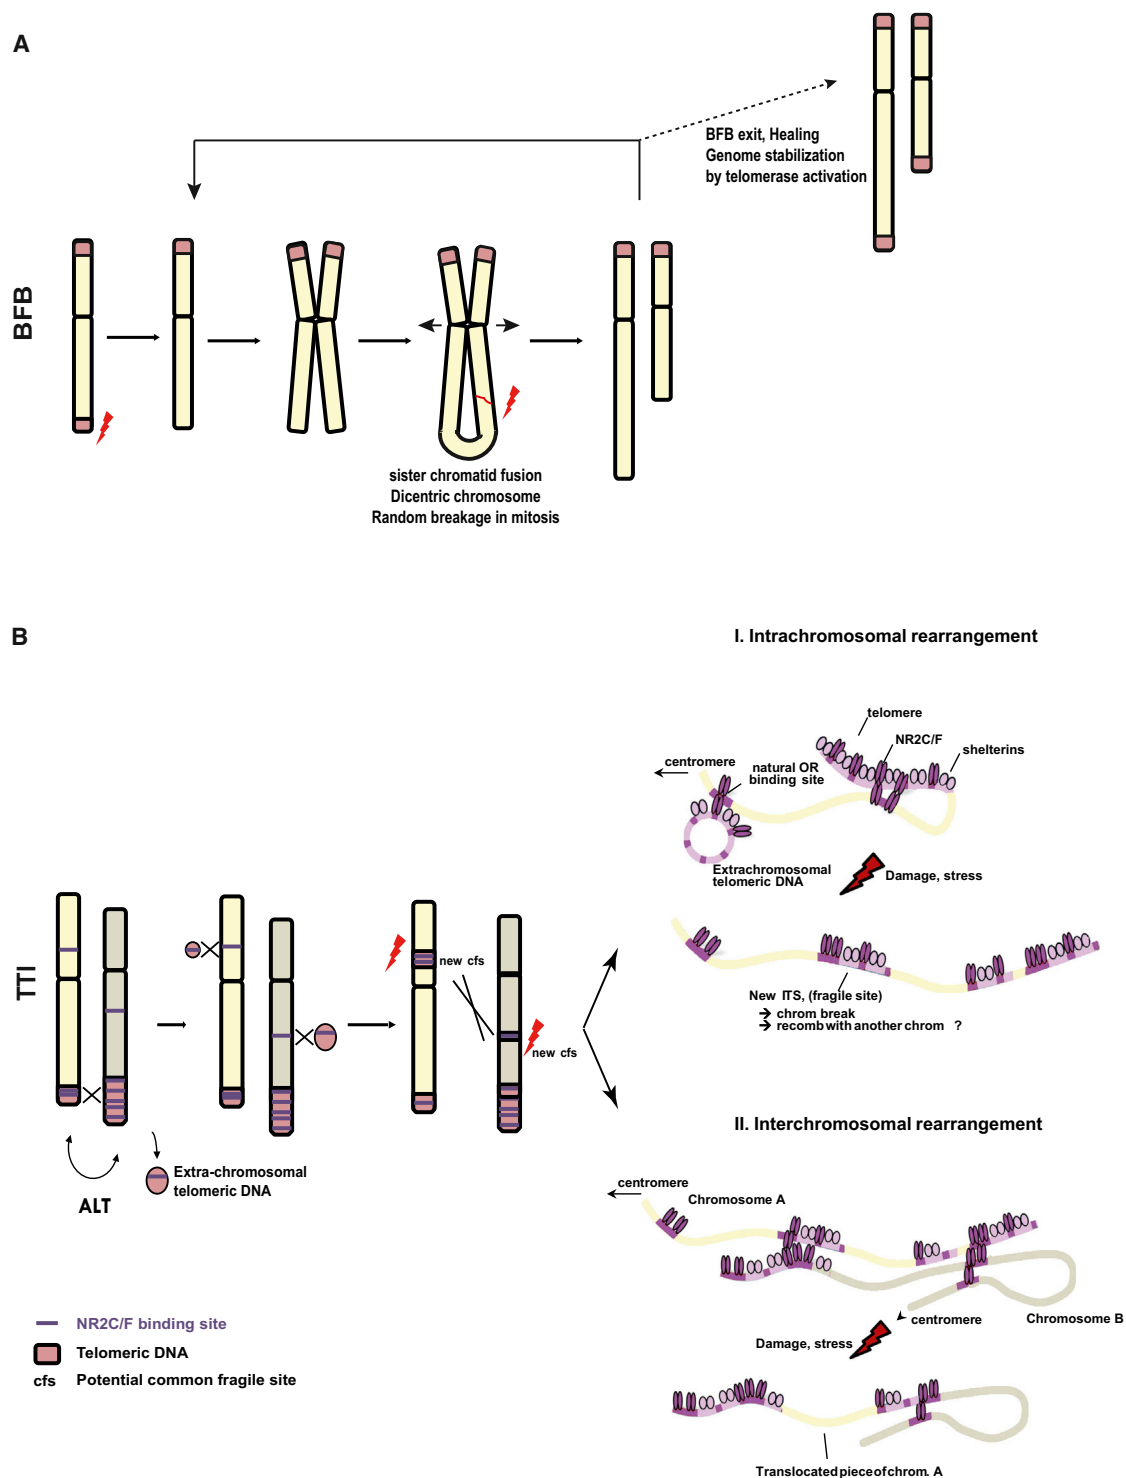 A
BFB exit, Healing
Genome stabilization
by telomerase activation
BFB
sister chromatid fusion
Dicentric chromosome
Random breakage in mitosis
B
I. Intrachromosomal rearrangement
telomere
NR2C/F
shelterins
centromere
natural OR
binding site
Extrachromosomal
telomeric DNA
Damage, stress
TTI
new cfs
new cfs
New ITS, (fragile site)
➔ chrom break
➔ recomb with another chrom ?
II. Interchromosomal rearrangement
Extra-chromosomal
telomeric DNA
ALT
centromere
Chromosome A
centromere
Chromosome B
Damage, stress
NR2C/F binding site
Telomeric DNA
cfs Potential common fragile site
Translocated piece of chrom. A